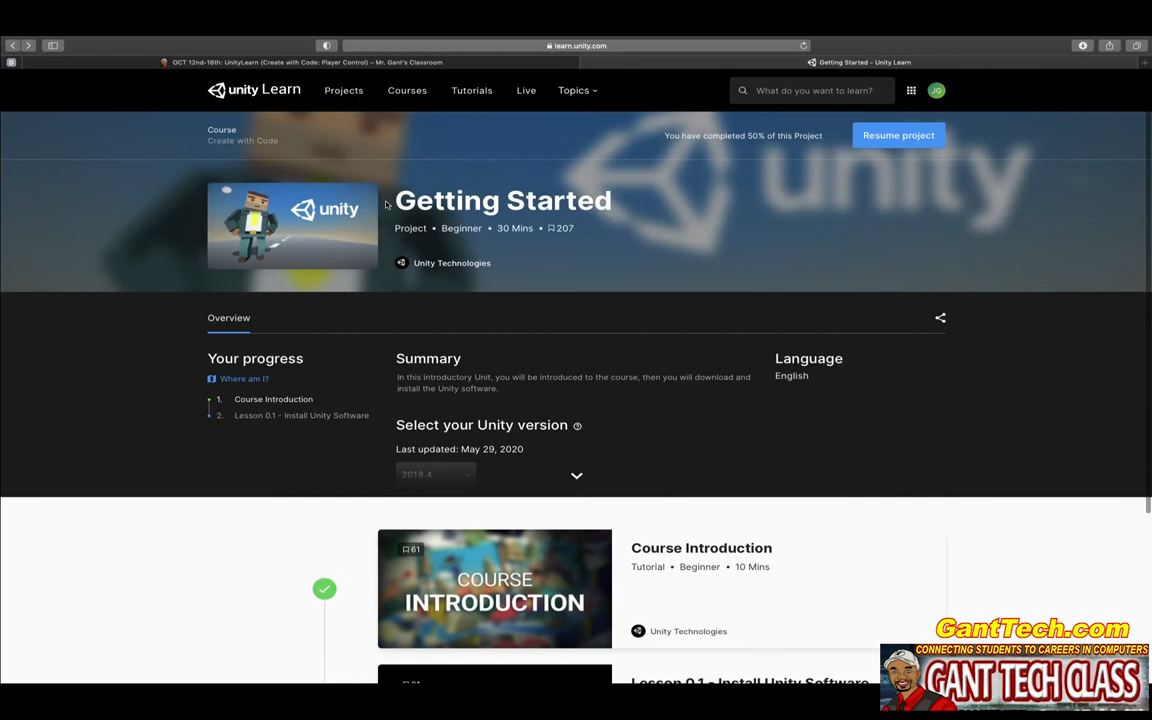 learn.unity.com
OCT 12nd-16th: UnityLearn (Create with Code: Player Control) – Mr. Gant's Classroom
Getting Started - Unity Learn
unity Learn
Projects
Courses
Tutorials
Live
Topics
What do you want to learn?
JG
Course
Create with Code
You have completed 50% of this Project
Resume project
unity
unity
Getting Started
Project • Beginner • 30 Mins • 207
Unity Technologies
Overview
Your progress
Where am I?
1. Course Introduction
2. Lesson 0.1 - Install Unity Software
Summary
In this introductory Unit, you will be introduced to the course, then you will download and
install the Unity software.
Language
English
Select your Unity version
Last updated: May 29, 2020
2018.4
61
COURSE
INTRODUCTION
Course Introduction
Tutorial • Beginner • 10 Mins
Unity Technologies
Lesson 0.1 - Install Unity Software
GantTech.com
CONNECTING STUDENTS TO CAREERS IN COMPUTERS
GANT TECH CLASS